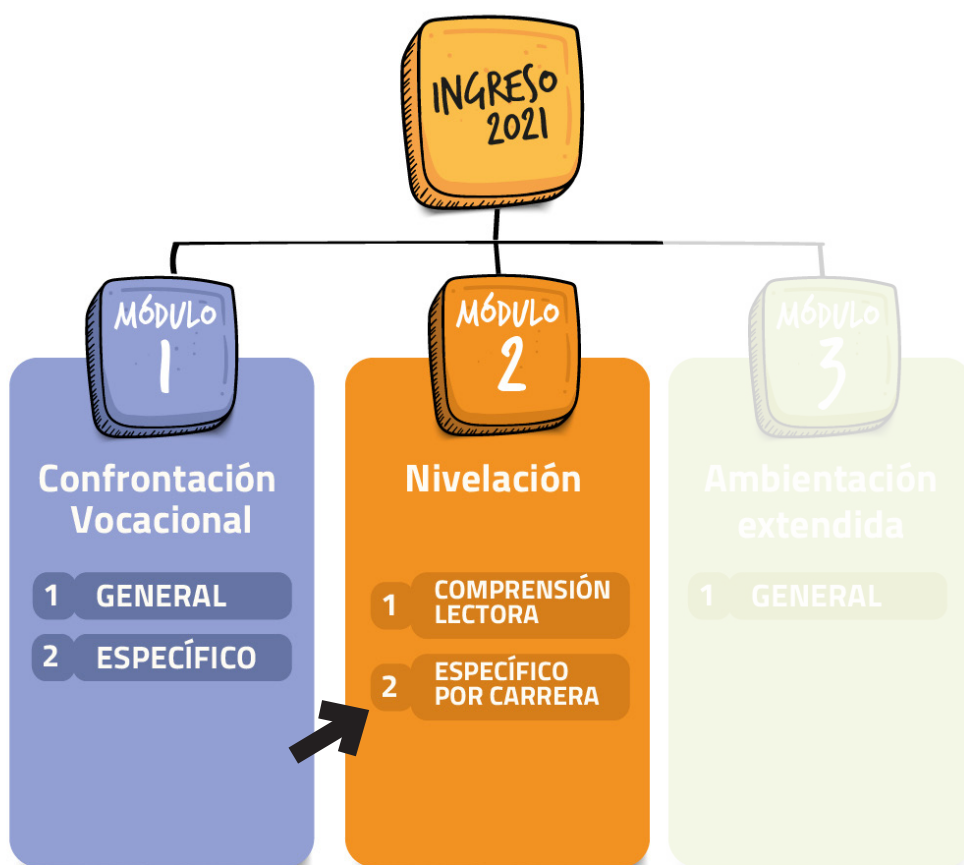 INGRESO
2021
MÓDULO
1
Confrontación
Vocacional
1 GENERAL
2 ESPECÍFICO
MÓDULO
2
Nivelación
1 COMPRENSIÓN
LECTORA
2 ESPECÍFICO
POR CARRERA
MÓDULO
3
Ambientación
extendida
1 GENERAL